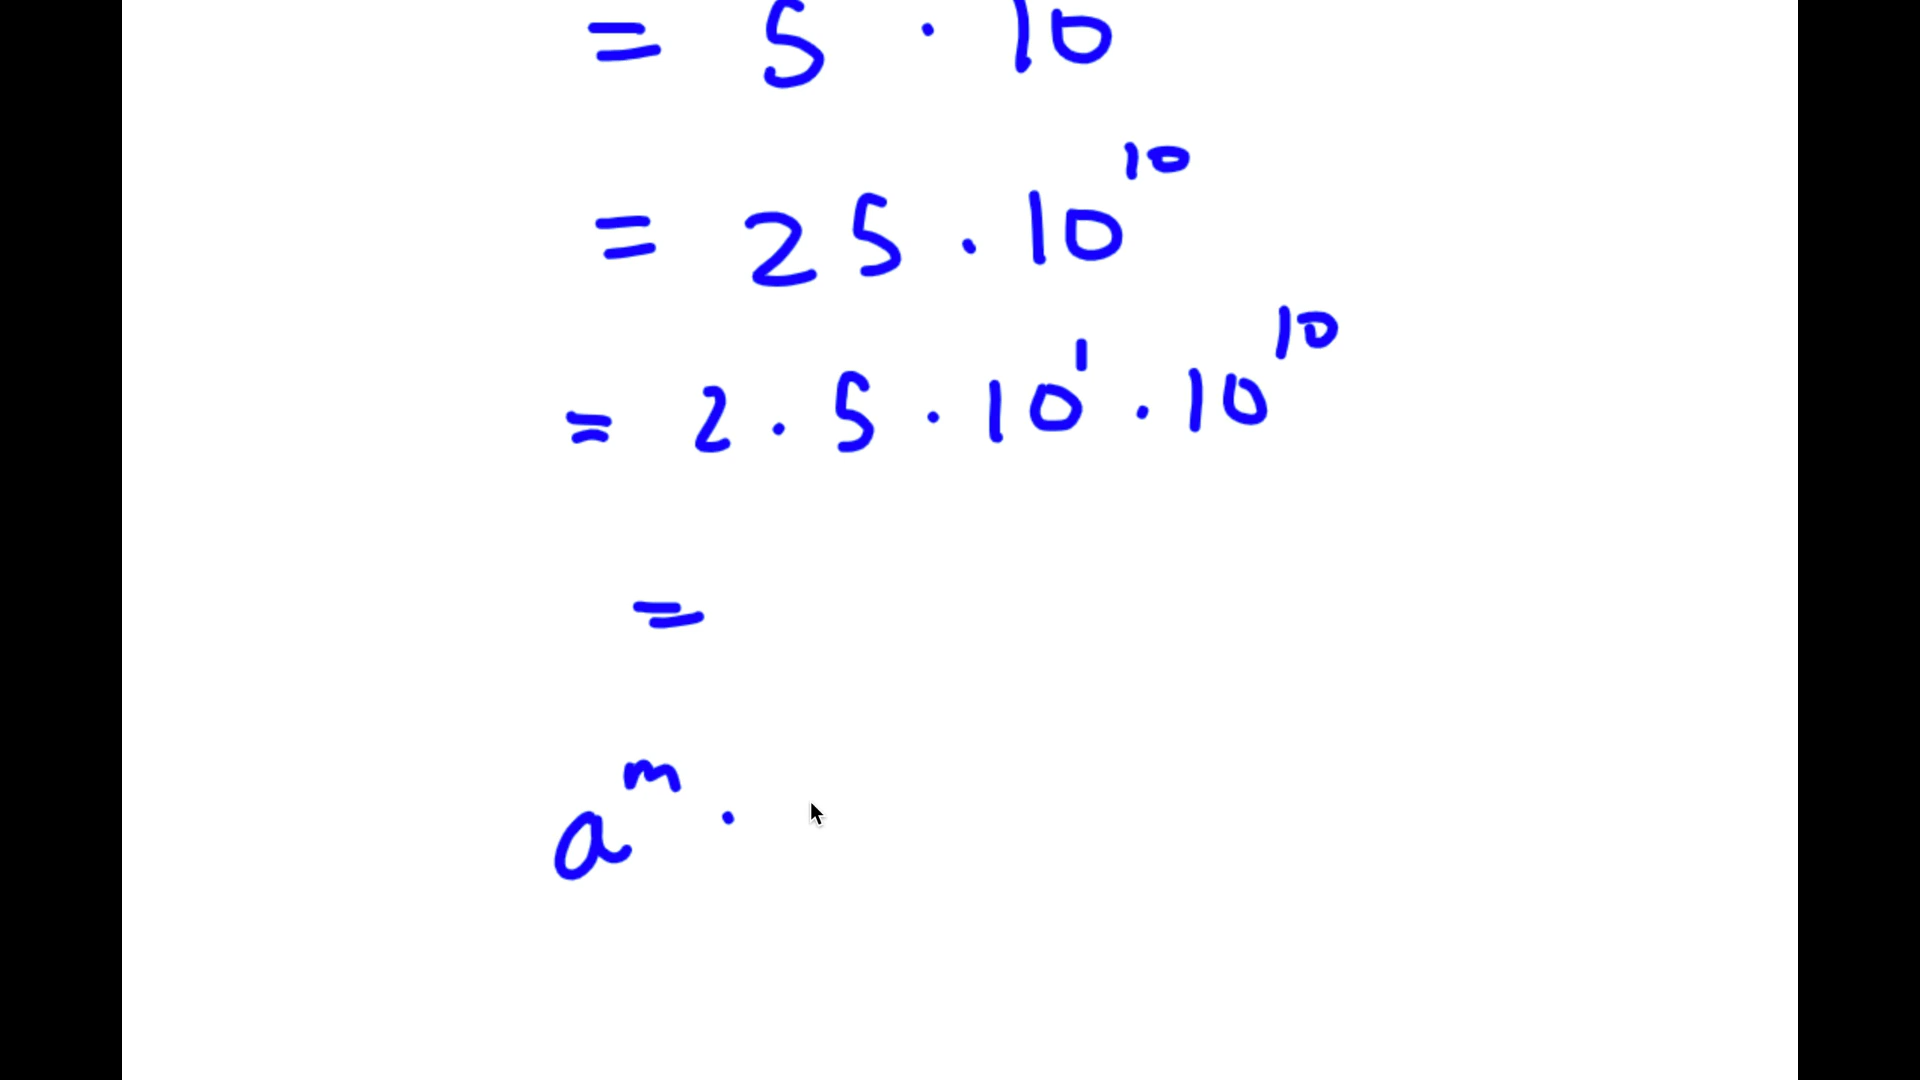 = 5 · 10
= 25 · 10^10
= 2 · 5 · 10^1 · 10^10
=
a^m ·